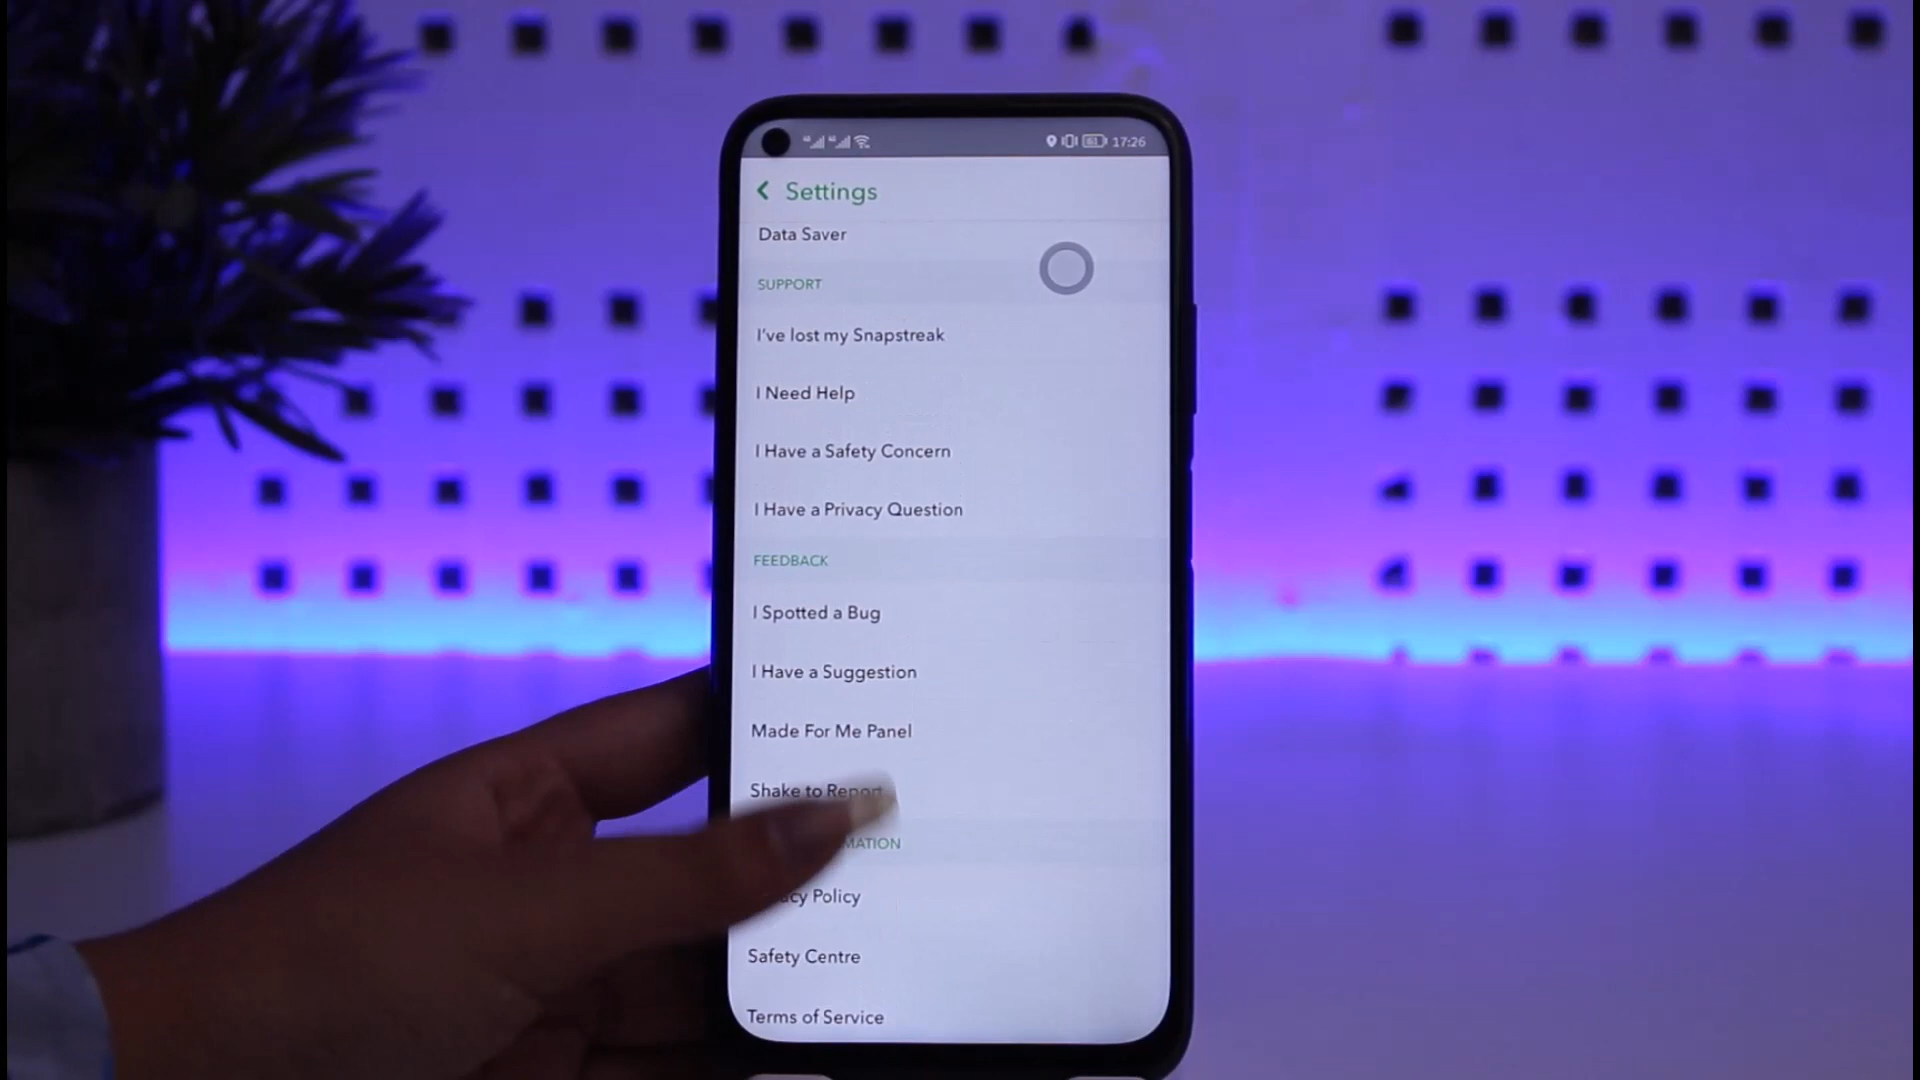 17:26
Settings
Data Saver
SUPPORT
I've lost my Snapstreak
I Need Help
I Have a Safety Concern
I Have a Privacy Question
FEEDBACK
I Spotted a Bug
I Have a Suggestion
Made For Me Panel
Shake to Report
Policy
Safety Centre
Terms of Service